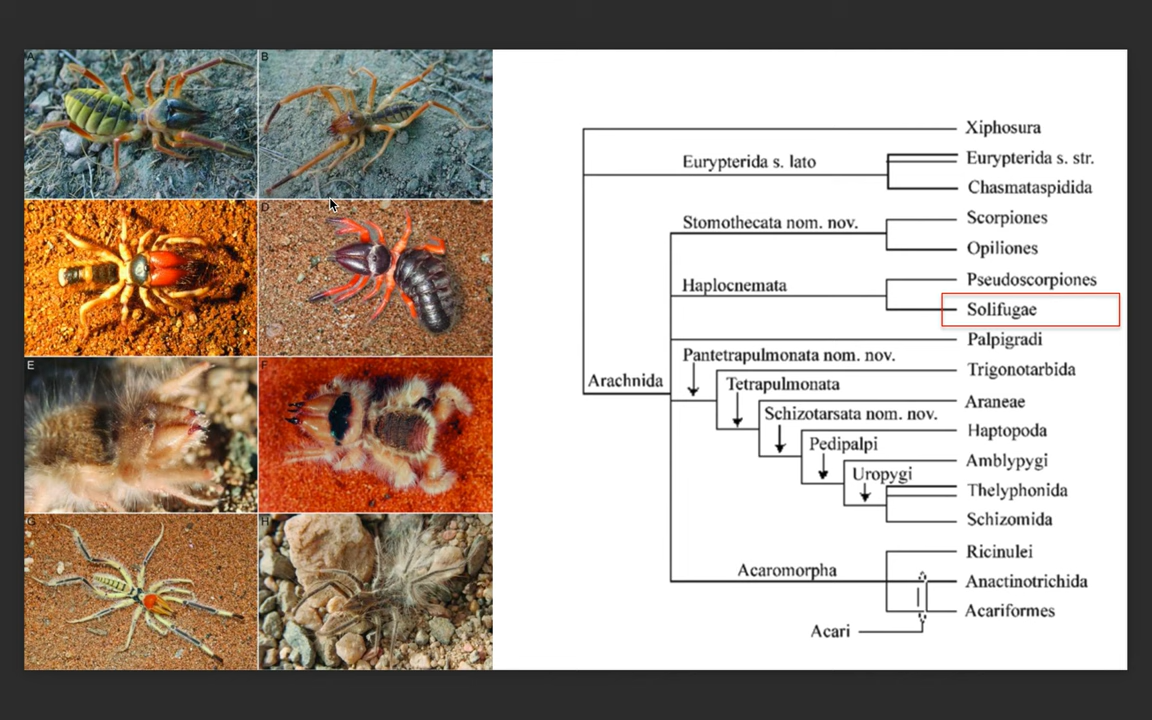 A
B
C
D
E
F
G
H
Xiphosura
Eurypterida s. lato
Eurypterida s. str.
Chasmataspidida
Stomothecata nom. nov.
Scorpiones
Opiliones
Haplocnemata
Pseudoscorpiones
Solifugae
Palpigradi
Pantetrapulmonata nom. nov.
Trigonotarbida
Arachnida
Tetrapulmonata
Araneae
Schizotarsata nom. nov.
Haptopoda
Pedipalpi
Amblypygi
Uropygi
Thelyphonida
Schizomida
Ricinulei
Acaromorpha
Anactinotrichida
Acariformes
Acari